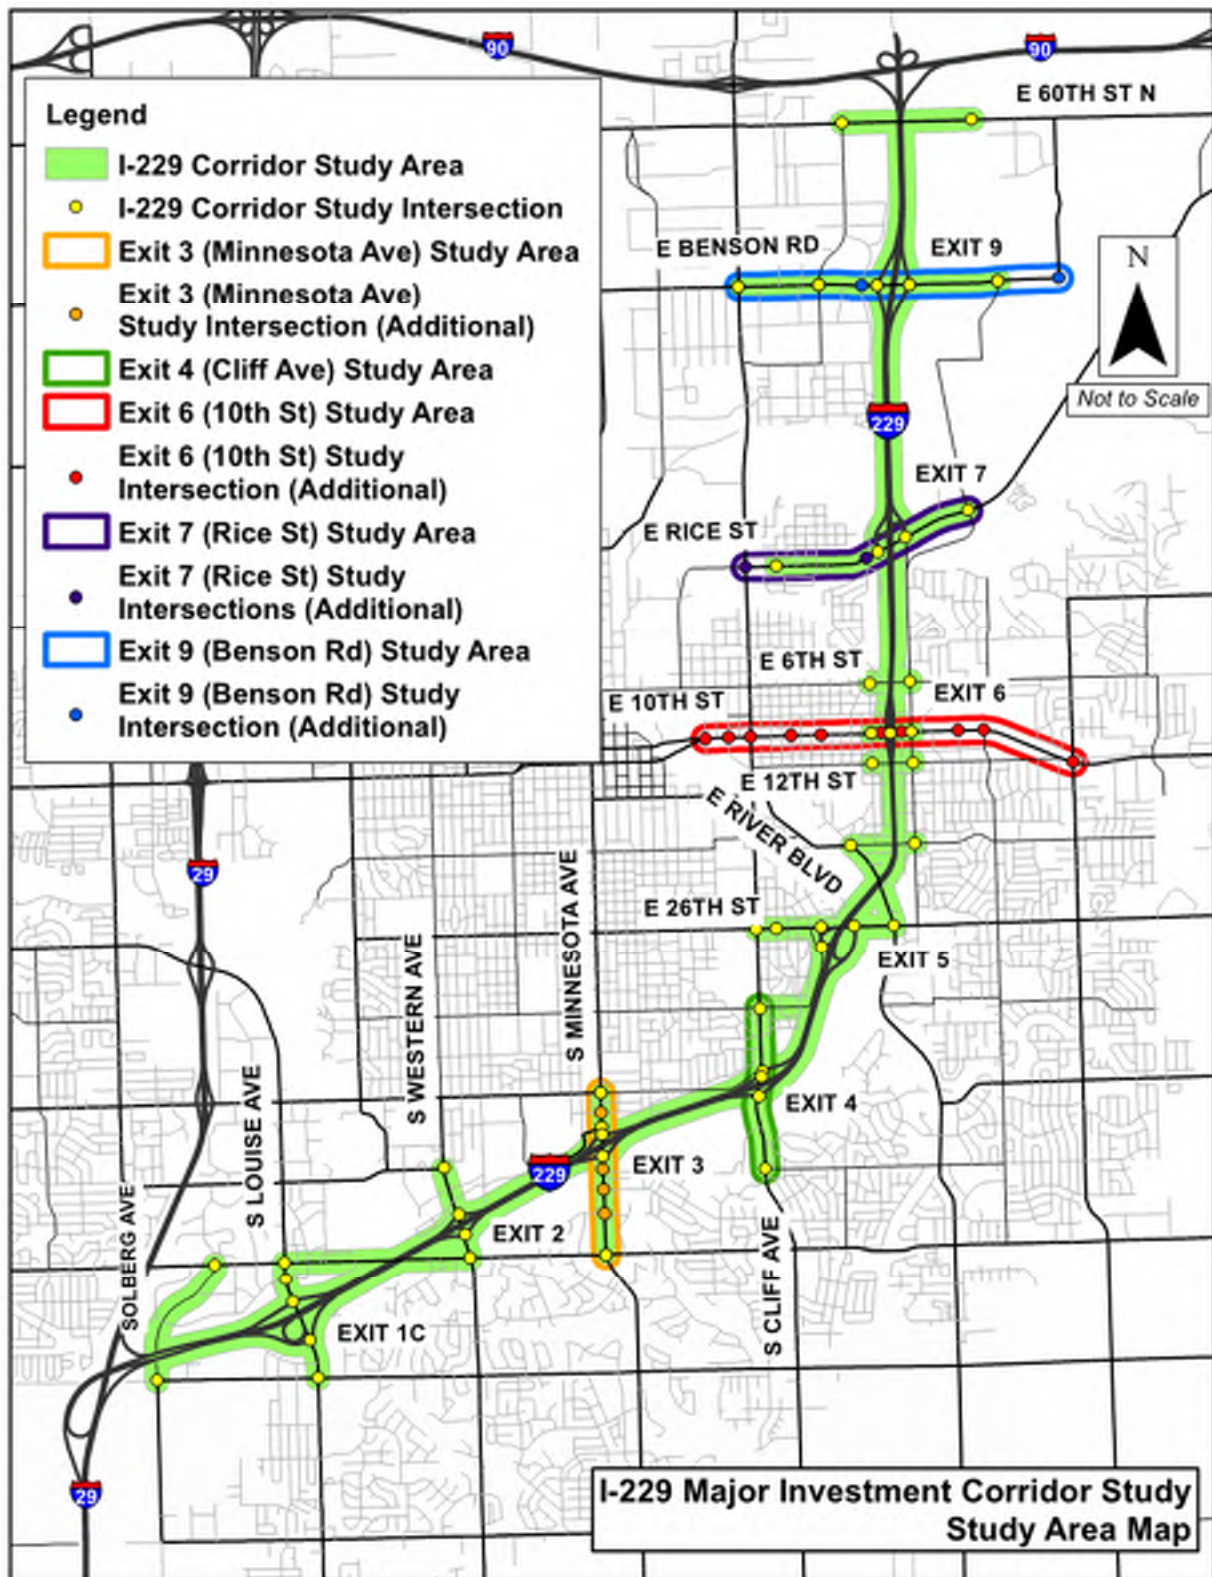 90
90
E 60TH ST N
Legend
I-229 Corridor Study Area
I-229 Corridor Study Intersection
Exit 3 (Minnesota Ave) Study Area
Exit 3 (Minnesota Ave)
Study Intersection (Additional)
Exit 4 (Cliff Ave) Study Area
Exit 6 (10th St) Study Area
Exit 6 (10th St) Study
Intersection (Additional)
Exit 7 (Rice St) Study Area
Exit 7 (Rice St) Study
Intersections (Additional)
Exit 9 (Benson Rd) Study Area
Exit 9 (Benson Rd) Study
Intersection (Additional)
E BENSON RD
EXIT 9
N
Not to Scale
229
EXIT 7
E RICE ST
E 6TH ST
EXIT 6
E 10TH ST
E 12TH ST
E RIVER BLVD
29
S MINNESOTA AVE
E 26TH ST
S WESTERN AVE
EXIT 5
S LOUISE AVE
EXIT 4
229
EXIT 3
SOLBERG AVE
EXIT 2
S CLIFF AVE
EXIT 1C
29
I-229 Major Investment Corridor Study
Study Area Map